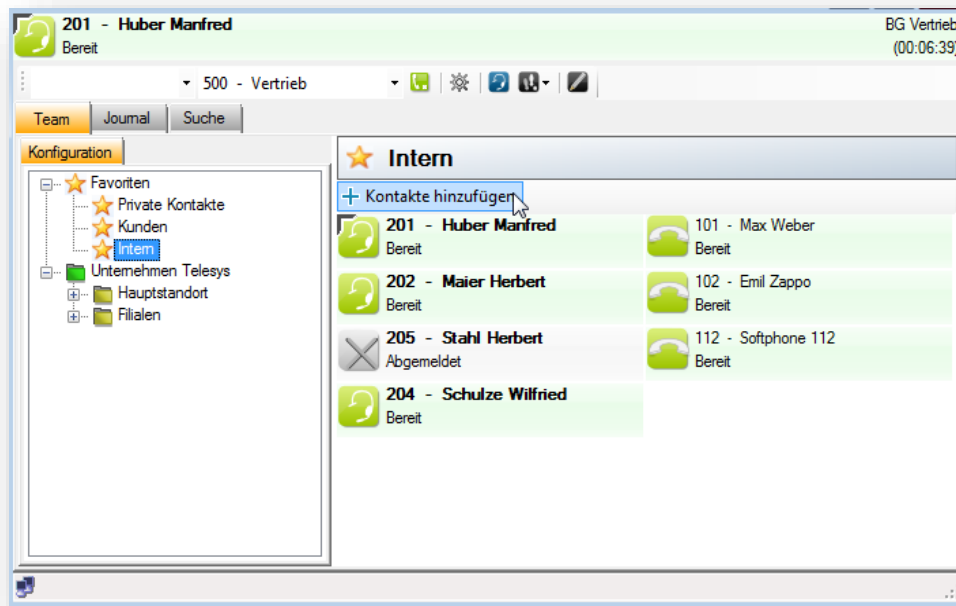 201 - Huber Manfred
BG Vertrieb
Bereit
(00:06:39)
500 - Vertrieb
Team Journal Suche
Konfiguration
Favoriten
Private Kontakte
Kunden
Intern
Unternehmen Telesys
Hauptstandort
Filialen
Intern
+ Kontakte hinzufügen
201 - Huber Manfred
Bereit
101 - Max Weber
Bereit
202 - Maier Herbert
Bereit
102 - Emil Zappo
Bereit
205 - Stahl Herbert
Abgemeldet
112 - Softphone 112
Bereit
204 - Schulze Wilfried
Bereit